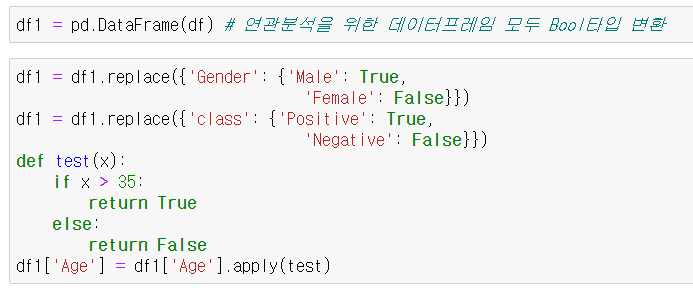 df1 = pd.DataFrame(df) # 연관분석을 위한 데이터프레임 모두 Bool타입 변환
df1 = df1.replace({'Gender': {'Male': True,
                              'Female': False}})
df1 = df1.replace({'class': {'Positive': True,
                              'Negative': False}})
def test(x):
    if x > 35:
        return True
    else:
        return False
df1['Age'] = df1['Age'].apply(test)